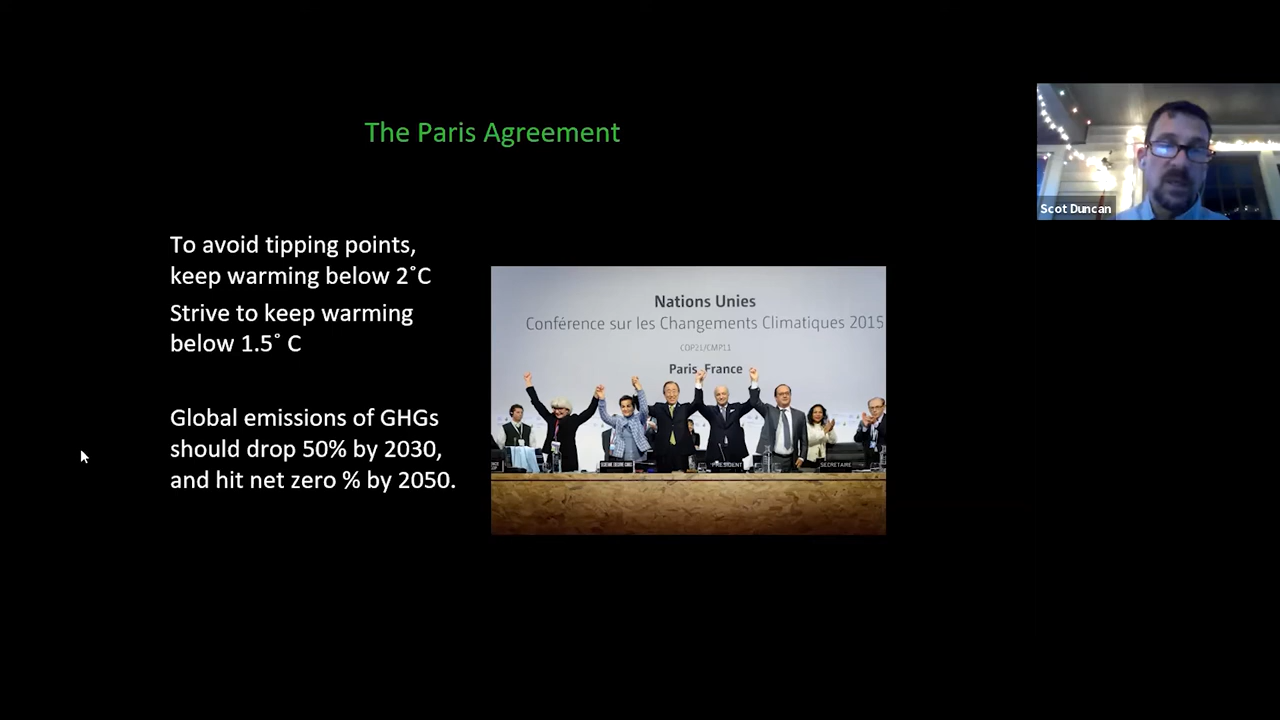 The Paris Agreement
Scot Duncan
To avoid tipping points,
keep warming below 2˚C
Strive to keep warming
below 1.5˚ C
Global emissions of GHGs
should drop 50% by 2030,
and hit net zero % by 2050.
Nations Unies
Conférence sur les Changements Climatiques 2015
COP21/CMP11
Paris, France
PRESIDENT
SECRETAIRE